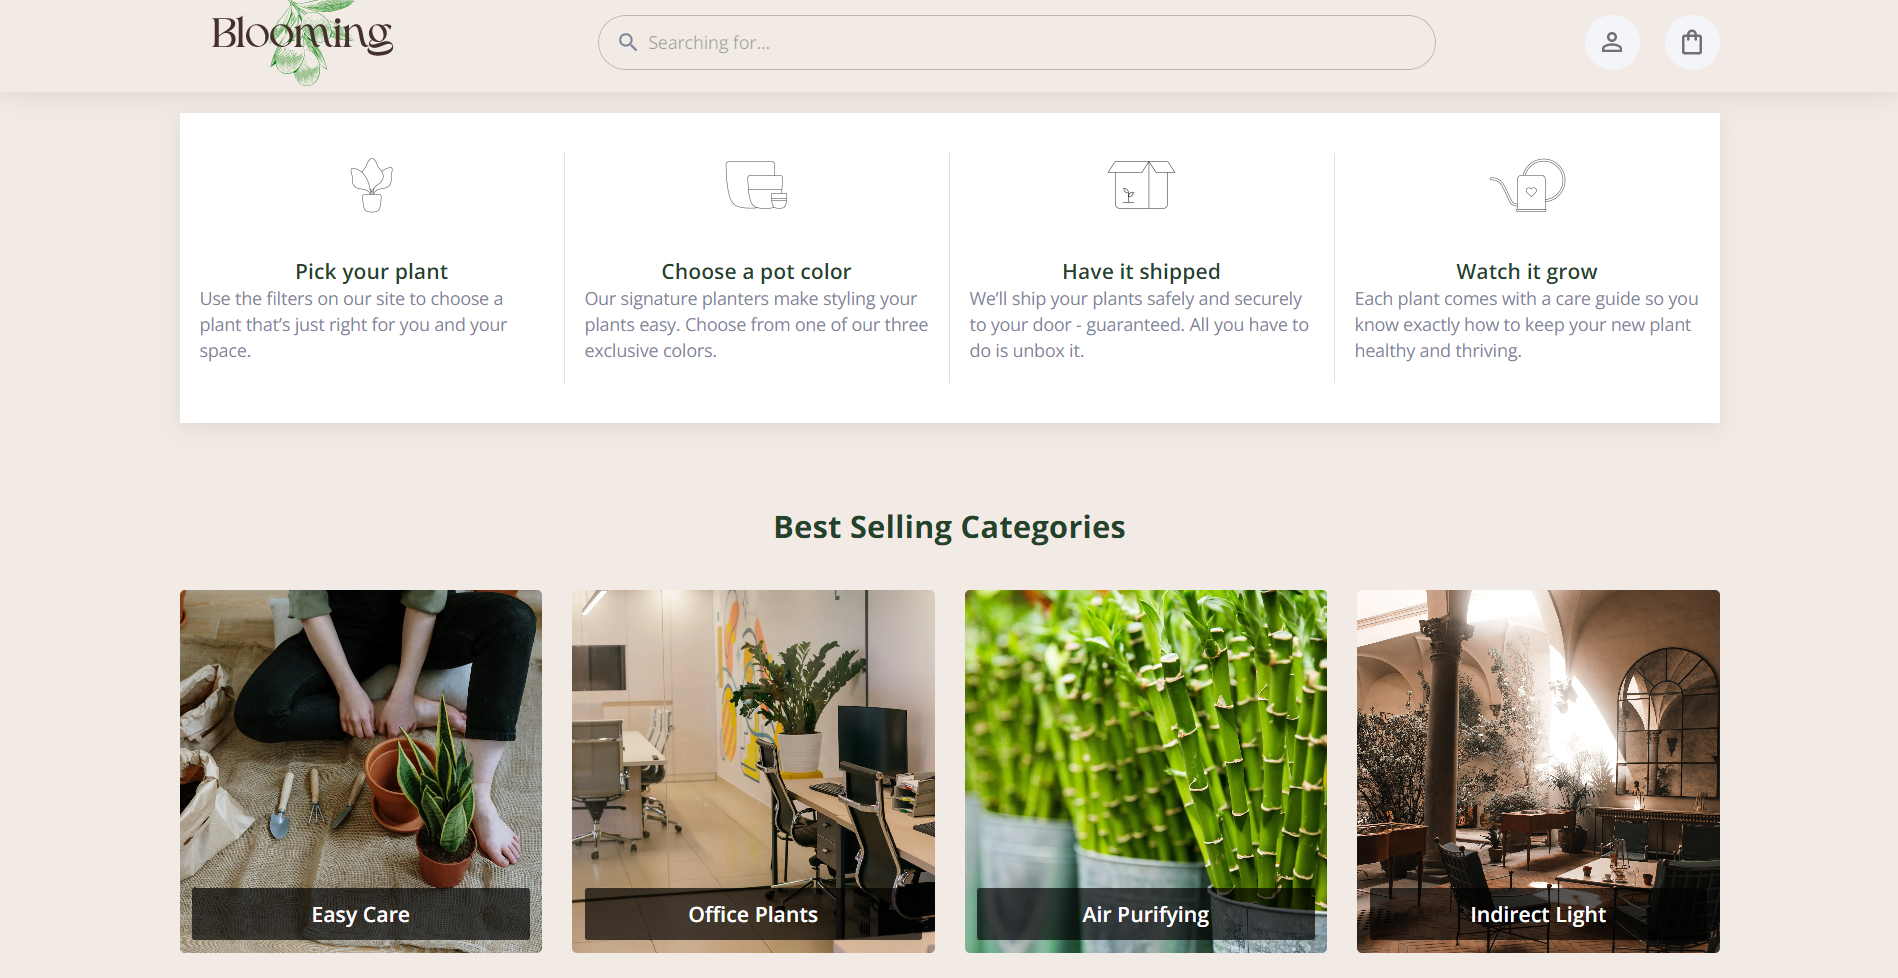 Blooming
Searching for...
Pick your plant
Use the filters on our site to choose a
plant that’s just right for you and your
space.
Choose a pot color
Our signature planters make styling your
plants easy. Choose from one of our three
exclusive colors.
Have it shipped
We’ll ship your plants safely and securely
to your door - guaranteed. All you have to
do is unbox it.
Watch it grow
Each plant comes with a care guide so you
know exactly how to keep your new plant
healthy and thriving.
Best Selling Categories
Easy Care
Office Plants
Air Purifying
Indirect Light